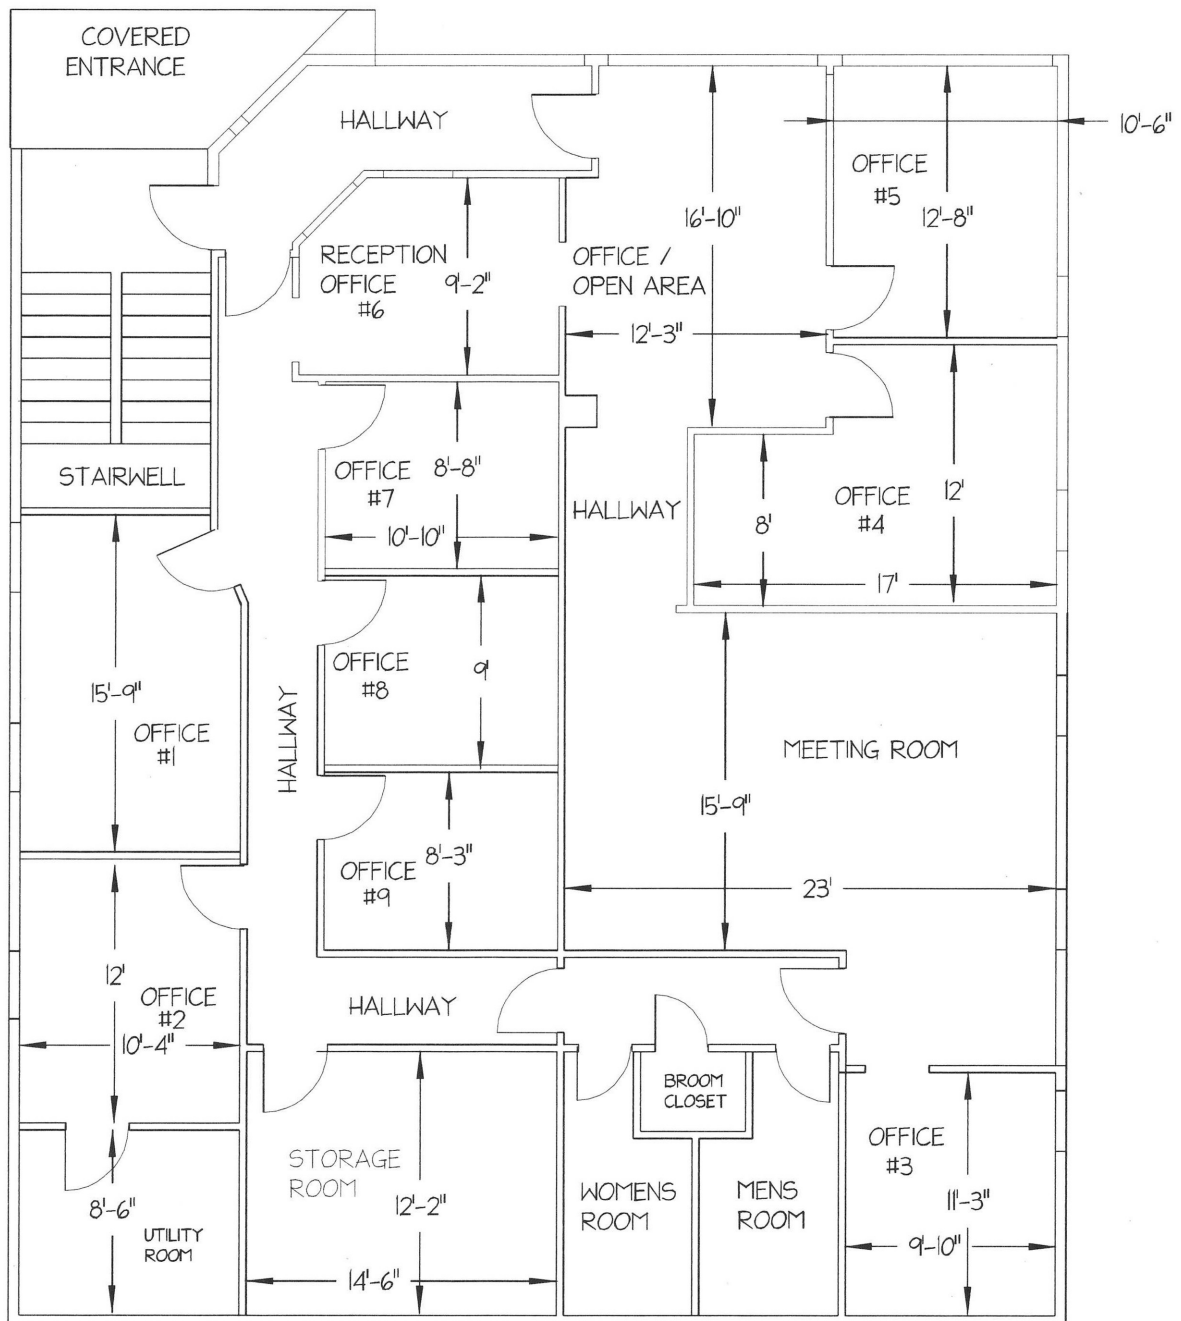 COVERED
ENTRANCE
HALLWAY
10'-6"
OFFICE
#5
12'-8"
16'-10"
RECEPTION
OFFICE
#6
9'-2"
OFFICE /
OPEN AREA
12'-3"
STAIRWELL
OFFICE
#7
8'-8"
10'-10"
HALLWAY
8'
OFFICE
#4
12'
17'
15'-9"
OFFICE
#1
HALLWAY
OFFICE
#8
9'
MEETING ROOM
15'-9"
23'
OFFICE
#9
8'-3"
12'
OFFICE
#2
10'-4"
HALLWAY
BROOM
CLOSET
OFFICE
#3
11'-3"
9'-10"
8'-6"
UTILITY
ROOM
STORAGE
ROOM
12'-2"
14'-6"
WOMENS
ROOM
MENS
ROOM